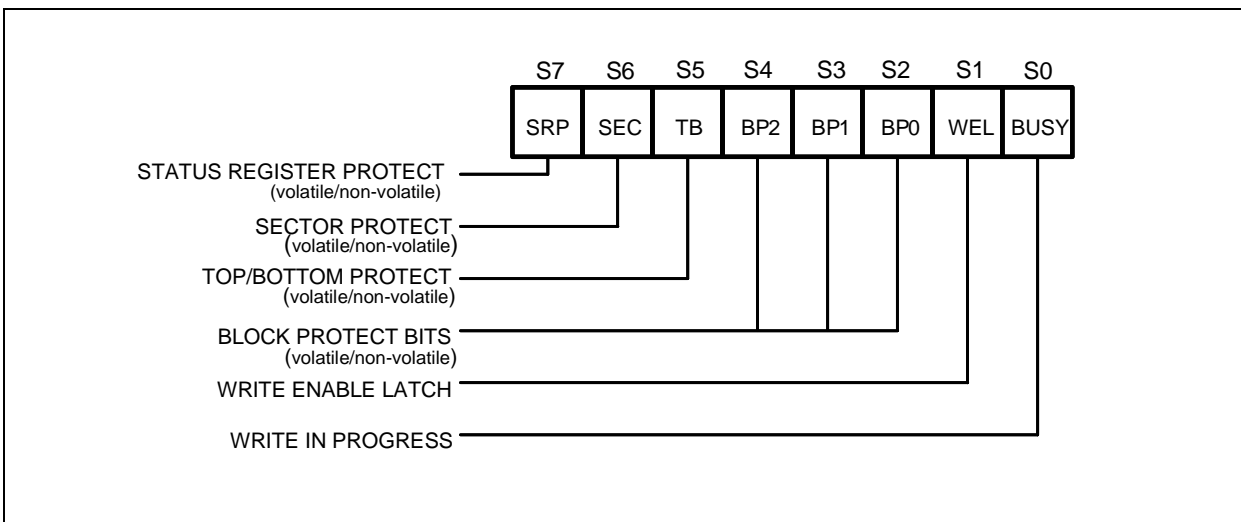 S7 S6 S5 S4 S3 S2 S1 S0
SRP SEC TB BP2 BP1 BP0 WEL BUSY
STATUS REGISTER PROTECT
(volatile/non-volatile)
SECTOR PROTECT
(volatile/non-volatile)
TOP/BOTTOM PROTECT
(volatile/non-volatile)
BLOCK PROTECT BITS
(volatile/non-volatile)
WRITE ENABLE LATCH
WRITE IN PROGRESS